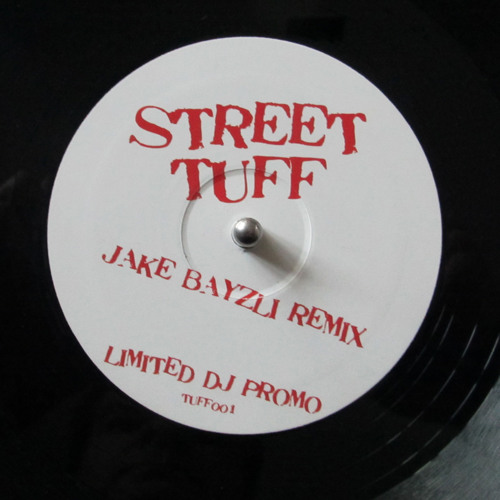 STREET
TUFF
JAKE BAYZLI REMIX
LIMITED DJ PROMO
TUFF001